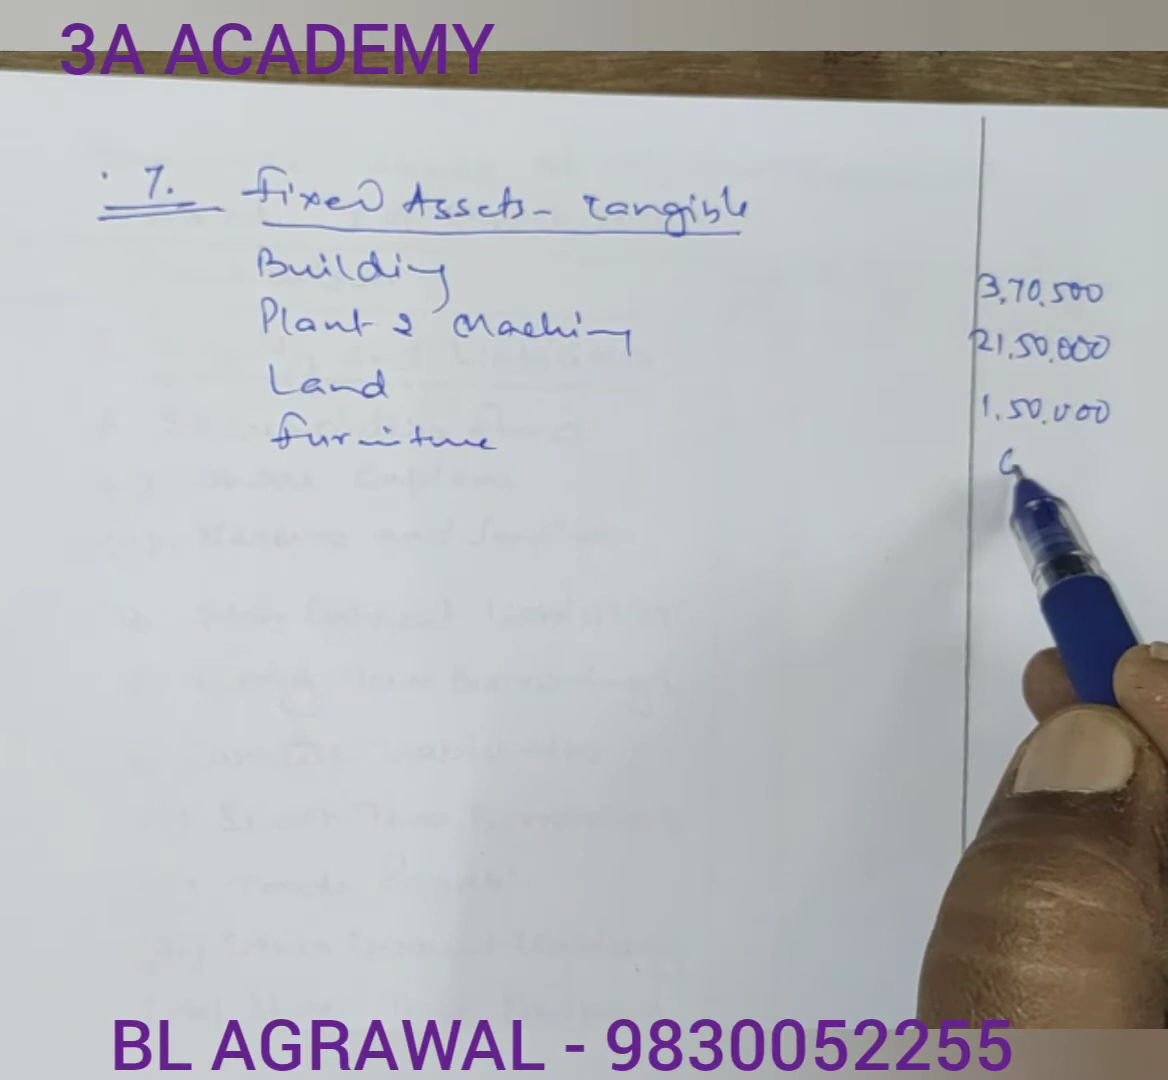 3A ACADEMY
7. Fixed Assets - Tangible
Building 3,70,500
Plant & Machin 21,50,000
Land 1,50,000
Furniture
BL AGRAWAL - 9830052255